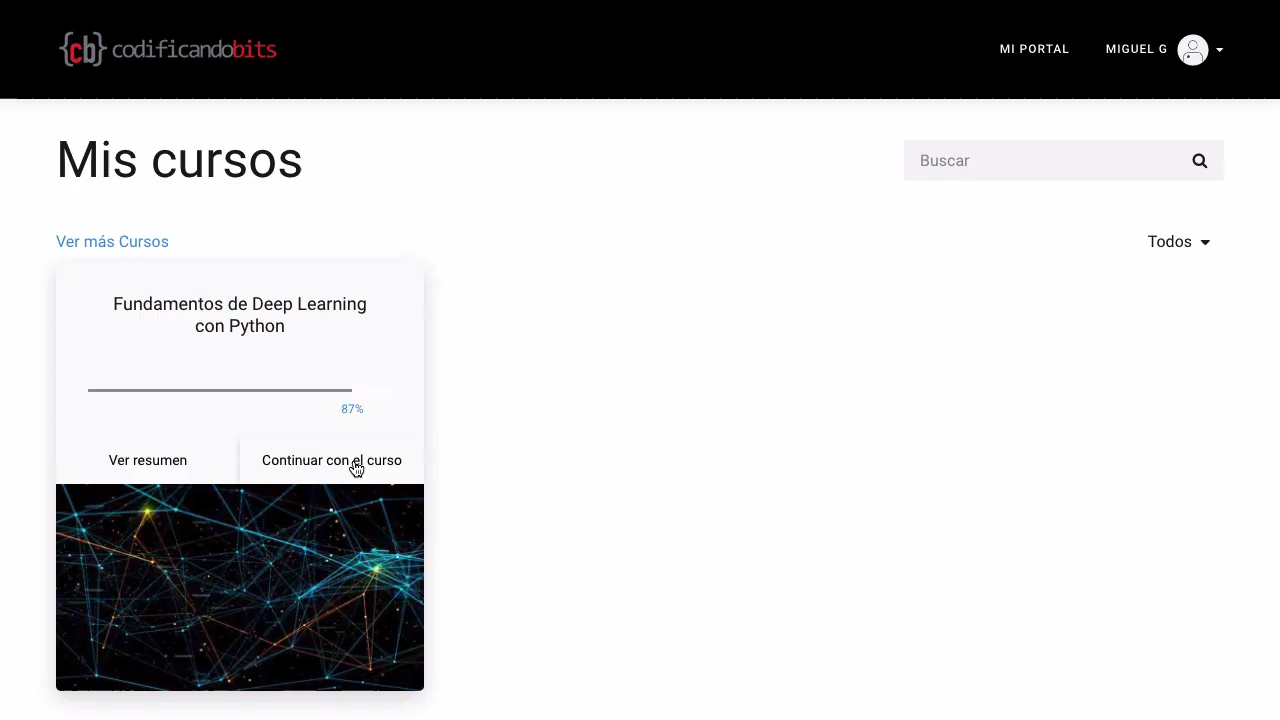 {cb} codificandobits
MI PORTAL
MIGUEL G
Mis cursos
Buscar
Ver más Cursos
Todos
Fundamentos de Deep Learning
con Python
87%
Ver resumen
Continuar con el curso